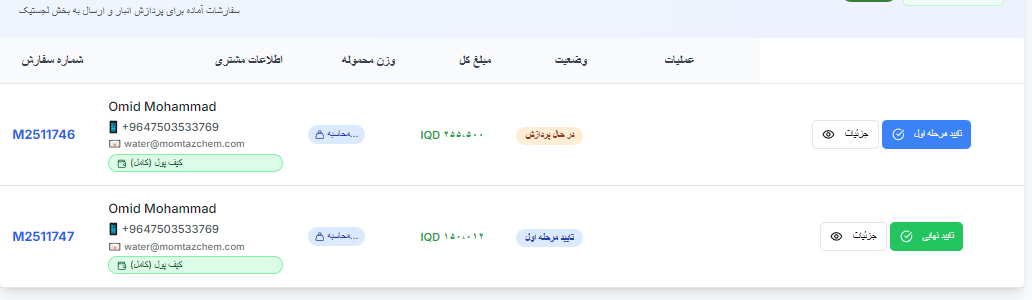 سفارشات آماده برای پردازش انبار و ارسال به بخش لجستیک
شماره سفارش اطلاعات مشتری وزن محموله مبلغ کل وضعیت عملیات
Omid Mohammad
+9647503533769
M2511746 محاسبه... IQD ۲۵۵،۵۰۰ در حال پردازش جزئیات تایید مرحله اول
water@momtazchem.com
کیف پول (کامل)
Omid Mohammad
+9647503533769
M2511747 محاسبه... IQD ۱۵۰،۰۱۲ تایید مرحله اول جزئیات تایید نهایی
water@momtazchem.com
کیف پول (کامل)